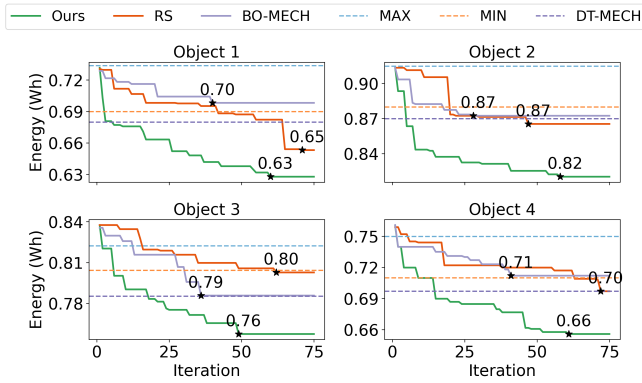 Ours RS BO-MECH MAX MIN DT-MECH
Object 1
Object 2
Energy (Wh)
0.72
0.69
0.66
0.63
0.70
0.65
0.63
0.90
0.87
0.84
0.87
0.87
0.82
Object 3
Object 4
Energy (Wh)
0.84
0.81
0.78
0.80
0.79
0.76
0.75
0.72
0.69
0.66
0.71
0.70
0.66
0 25 50 75
0 25 50 75
Iteration
Iteration